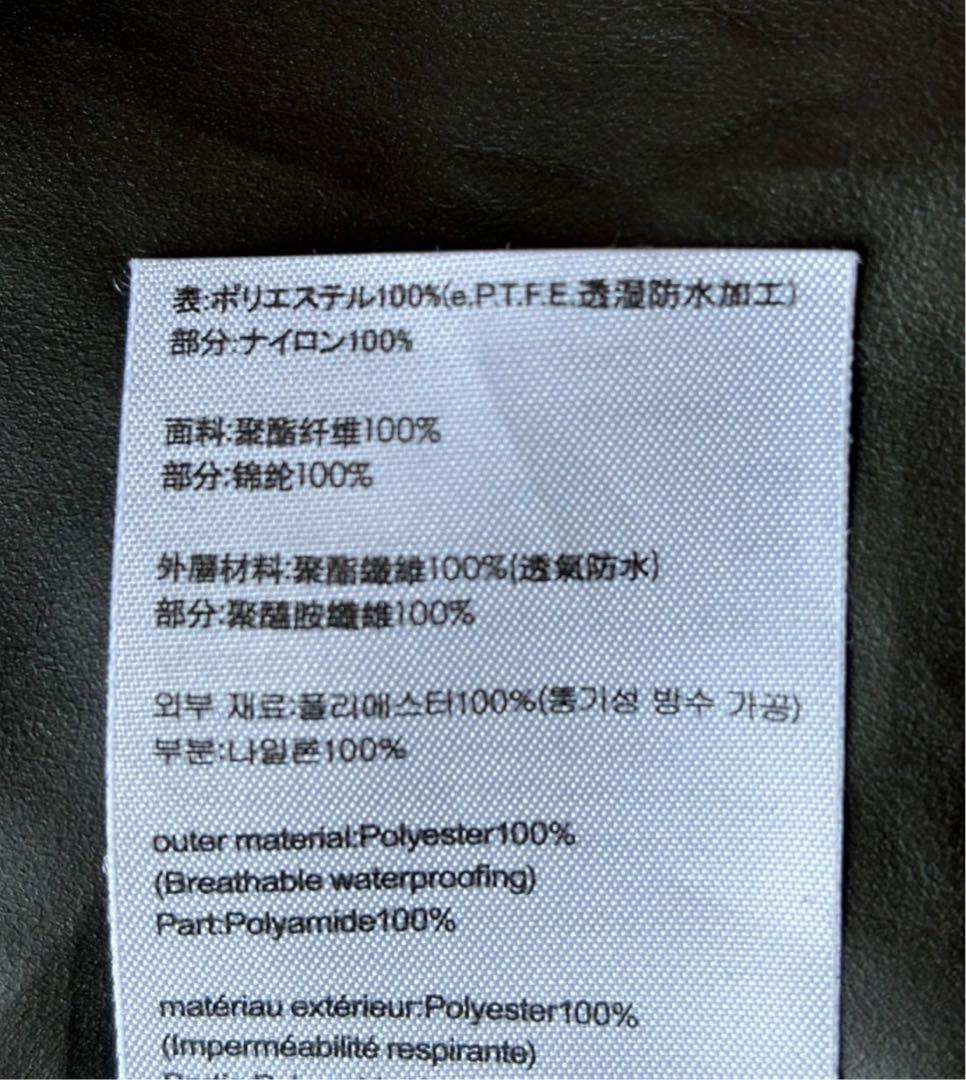 表:ポリエステル100%(e.P.T.F.E.透湿防水加工)
部分:ナイロン100%
面料:聚酯纤维100%
部分:锦纶100%
外層材料:聚酯纖維100%(透氣防水)
部分:聚醯胺纖維100%
외부 재료:폴리에스터100%(통기성 방수 가공)
부분:나일론100%
outer material:Polyester100%
(Breathable waterproofing)
Part:Polyamide100%
matériau extérieur:Polyester100%
(Imperméabilité respirante)